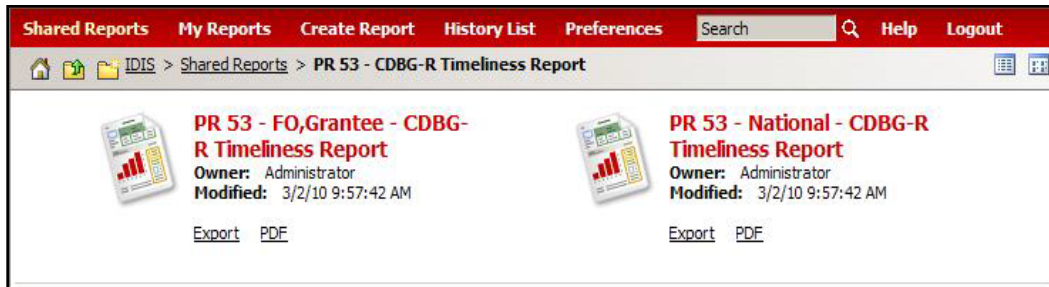 Shared Reports My Reports Create Report History List Preferences Search Help Logout
IDIS > Shared Reports > PR 53 - CDBG-R Timeliness Report
PR 53 - FO,Grantee - CDBG-
R Timeliness Report
Owner: Administrator
Modified: 3/2/10 9:57:42 AM
Export PDF
PR 53 - National - CDBG-R
Timeliness Report
Owner: Administrator
Modified: 3/2/10 9:57:42 AM
Export PDF